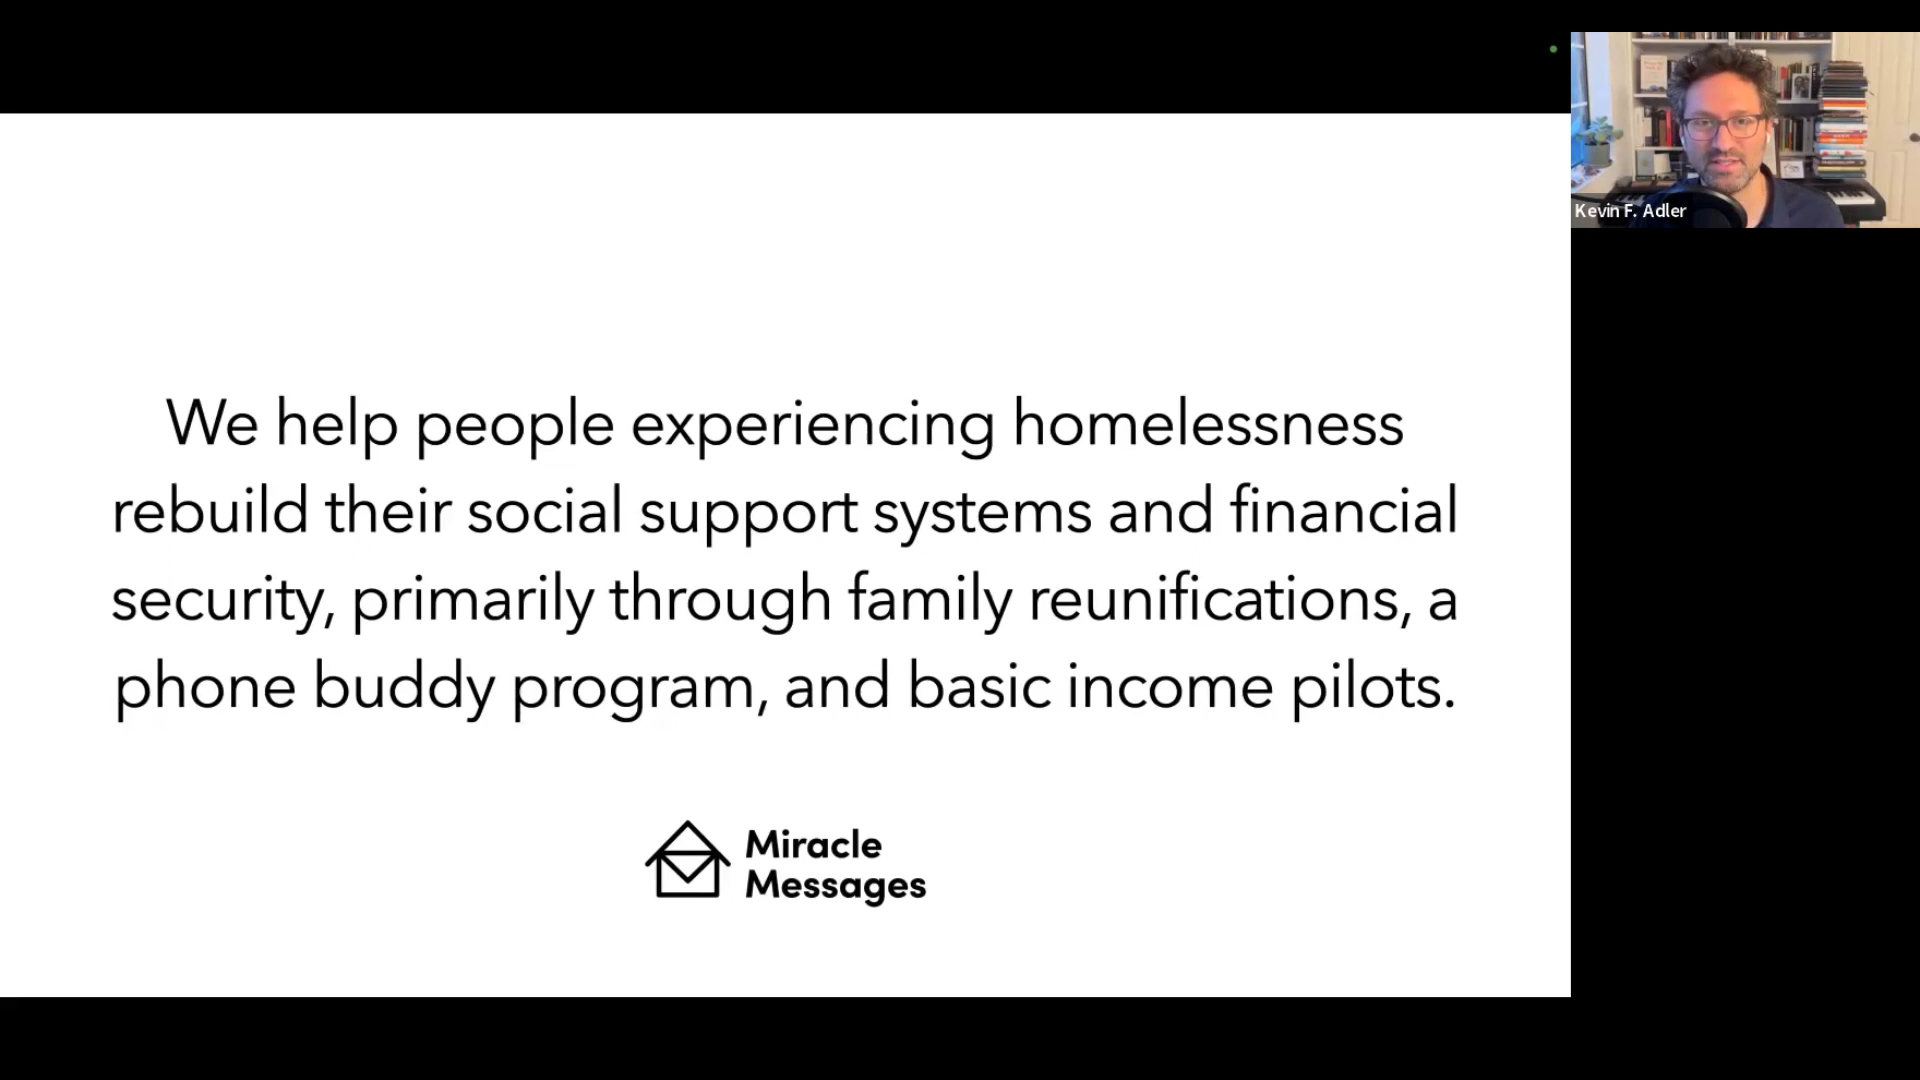 Kevin F. Adler
We help people experiencing homelessness
rebuild their social support systems and financial
security, primarily through family reunifications, a
phone buddy program, and basic income pilots.
Miracle
Messages